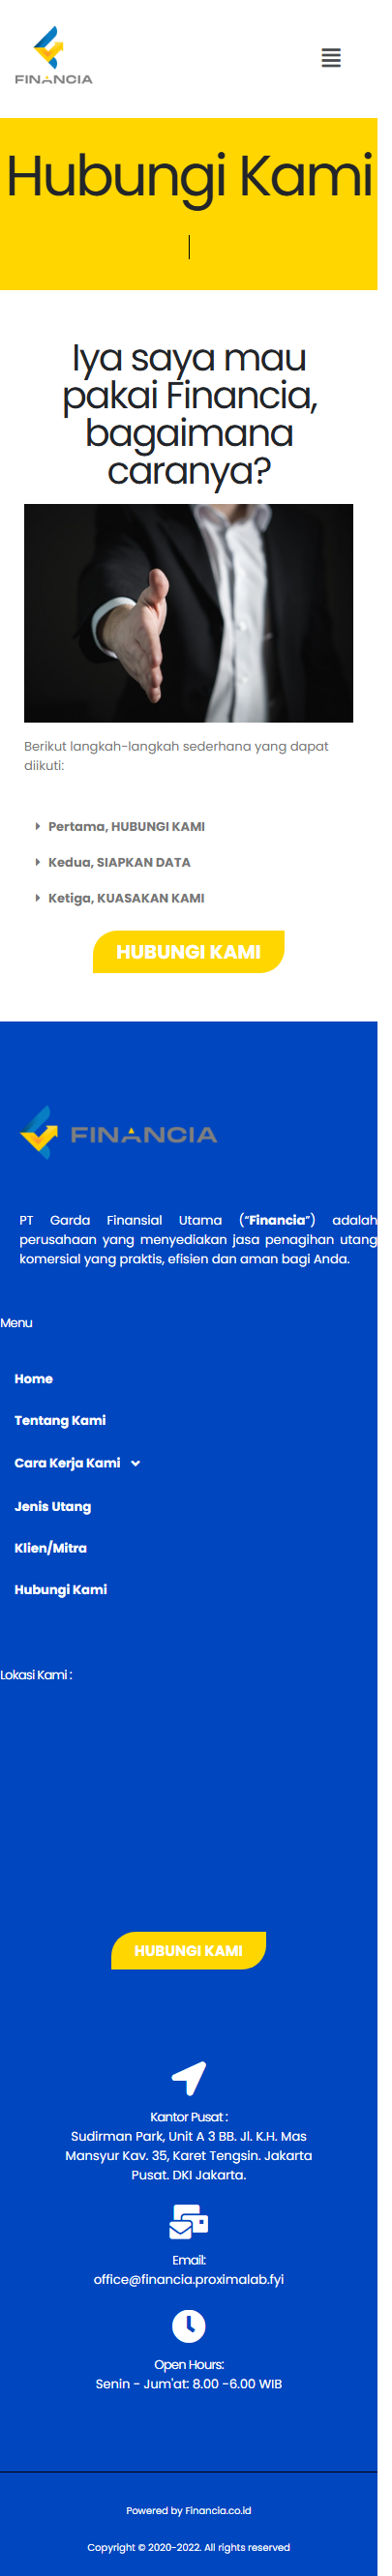 FINANCIA
Hubungi Kami
Iya saya mau
pakai Financia,
bagaimana
caranya?
Berikut langkah-langkah sederhana yang dapat
diikuti:
Pertama, HUBUNGI KAMI
Kedua, SIAPKAN DATA
Ketiga, KUASAKAN KAMI
HUBUNGI KAMI
FINANCIA
PT Garda Finansial Utama (“Financia”) adalah
perusahaan yang menyediakan jasa penagihan utang
komersial yang praktis, efisien dan aman bagi Anda.
Menu
Home
Tentang Kami
Cara Kerja Kami
Jenis Utang
Klien/Mitra
Hubungi Kami
Lokasi Kami :
HUBUNGI KAMI
Kantor Pusat :
Sudirman Park, Unit A 3 BB. Jl. K.H. Mas
Mansyur Kav. 35, Karet Tengsin. Jakarta
Pusat. DKI Jakarta.
Email:
office@financia.proximalab.fyi
Open Hours:
Senin - Jum'at: 8.00 -6.00 WIB
Powered by Financia.co.id
Copyright © 2020-2022. All rights reserved